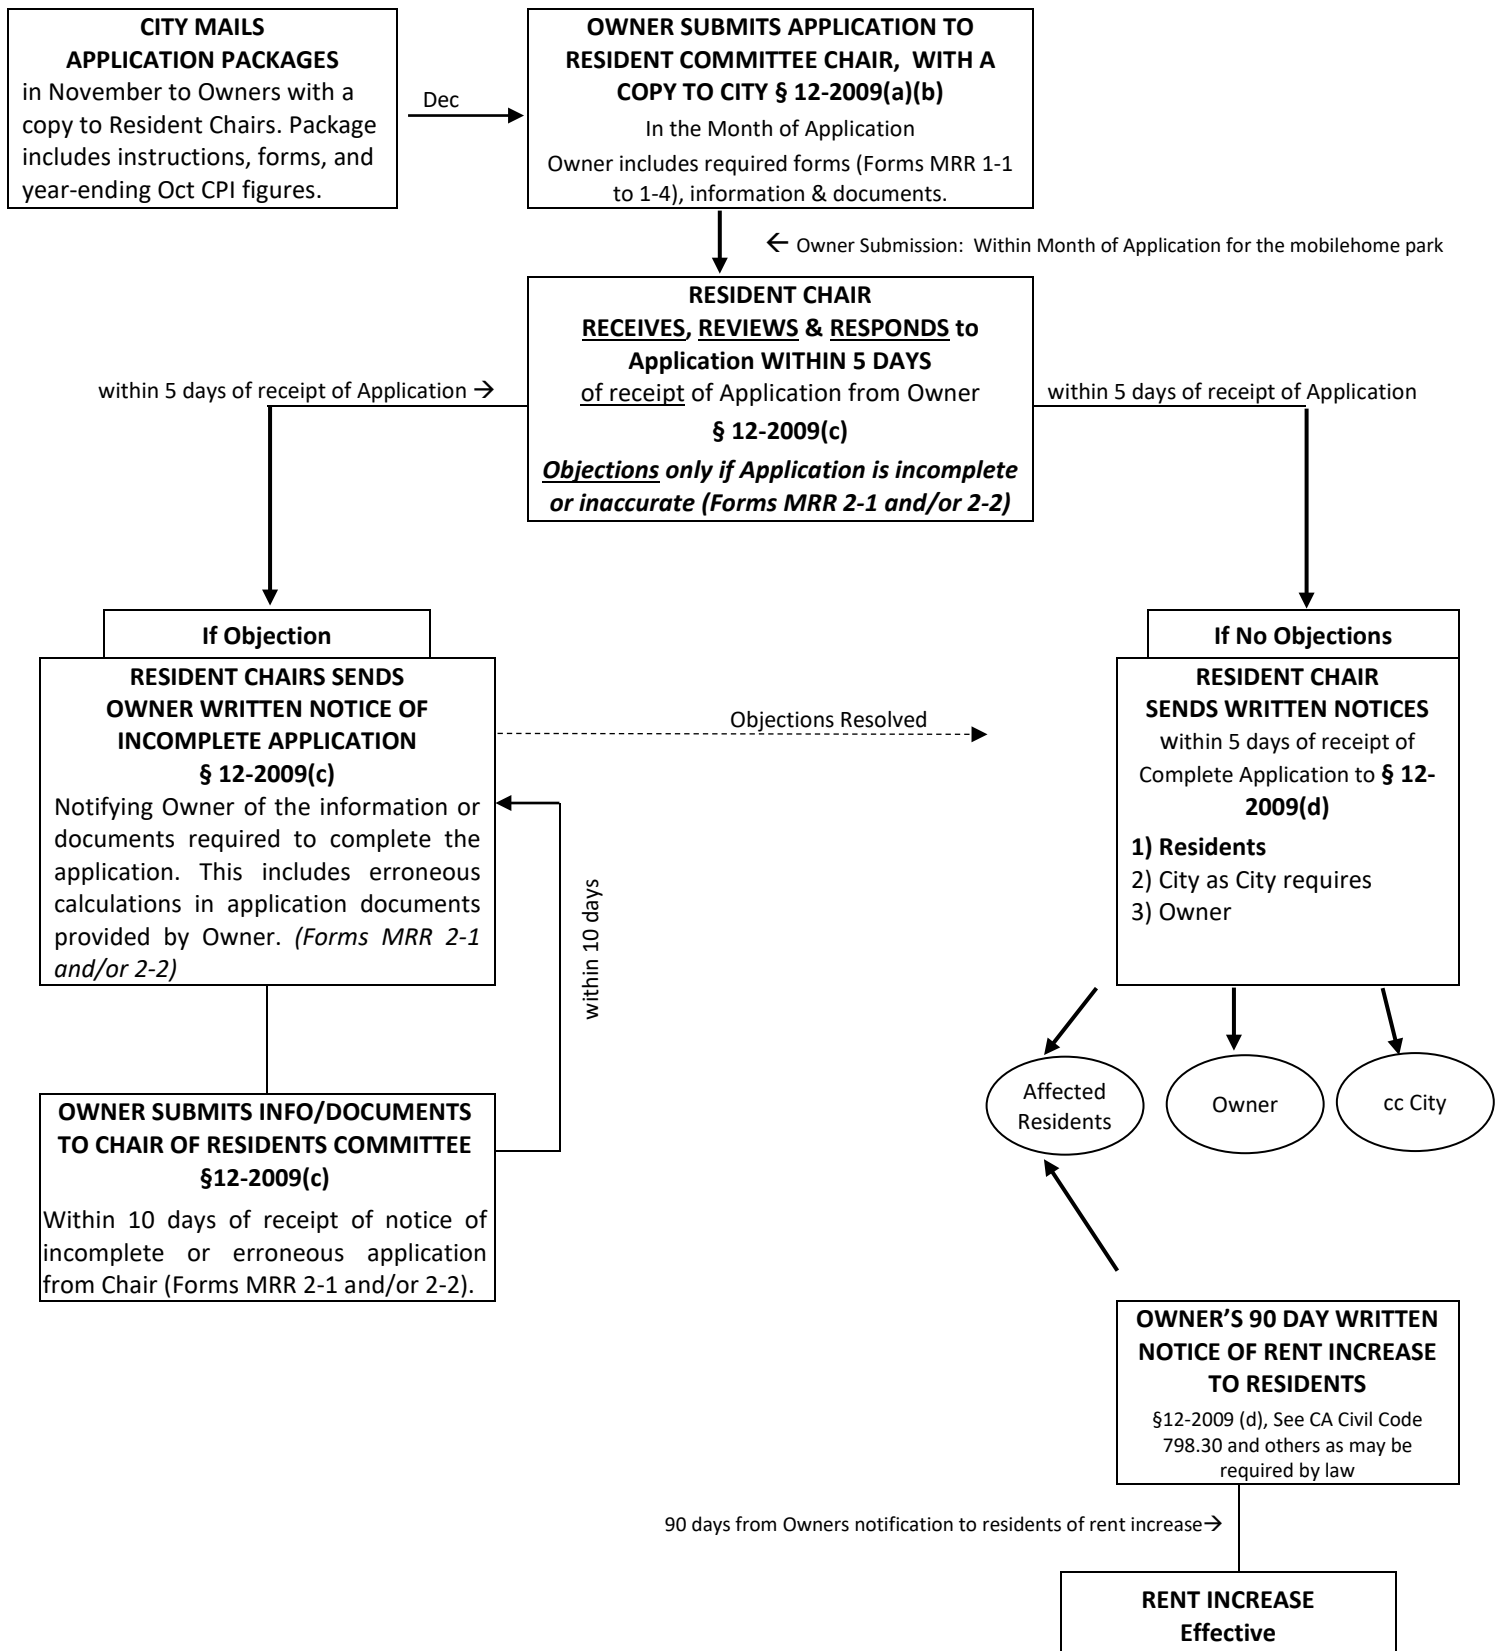 CITY MAILS
APPLICATION PACKAGES
in November to Owners with a
copy to Resident Chairs. Package
includes instructions, forms, and
year-ending Oct CPI figures.
Dec
OWNER SUBMITS APPLICATION TO
RESIDENT COMMITTEE CHAIR, WITH A
COPY TO CITY § 12-2009(a)(b)
In the Month of Application
Owner includes required forms (Forms MRR 1-1
to 1-4), information & documents.
← Owner Submission: Within Month of Application for the mobilehome park
RESIDENT CHAIR
RECEIVES, REVIEWS & RESPONDS to
Application WITHIN 5 DAYS
of receipt of Application from Owner
§ 12-2009(c)
Objections only if Application is incomplete
or inaccurate (Forms MRR 2-1 and/or 2-2)
within 5 days of receipt of Application →
within 5 days of receipt of Application
If Objection
RESIDENT CHAIRS SENDS
OWNER WRITTEN NOTICE OF
INCOMPLETE APPLICATION
§ 12-2009(c)
Notifying Owner of the information or
documents required to complete the
application. This includes erroneous
calculations in application documents
provided by Owner. (Forms MRR 2-1
and/or 2-2)
Objections Resolved
within 10 days
OWNER SUBMITS INFO/DOCUMENTS
TO CHAIR OF RESIDENTS COMMITTEE
§12-2009(c)
Within 10 days of receipt of notice of
incomplete or erroneous application
from Chair (Forms MRR 2-1 and/or 2-2).
If No Objections
RESIDENT CHAIR
SENDS WRITTEN NOTICES
within 5 days of receipt of
Complete Application to § 12-
2009(d)
1) Residents
2) City as City requires
3) Owner
Affected
Residents
Owner
cc City
OWNER’S 90 DAY WRITTEN
NOTICE OF RENT INCREASE
TO RESIDENTS
§12-2009 (d), See CA Civil Code
798.30 and others as may be
required by law
90 days from Owners notification to residents of rent increase→
RENT INCREASE
Effective